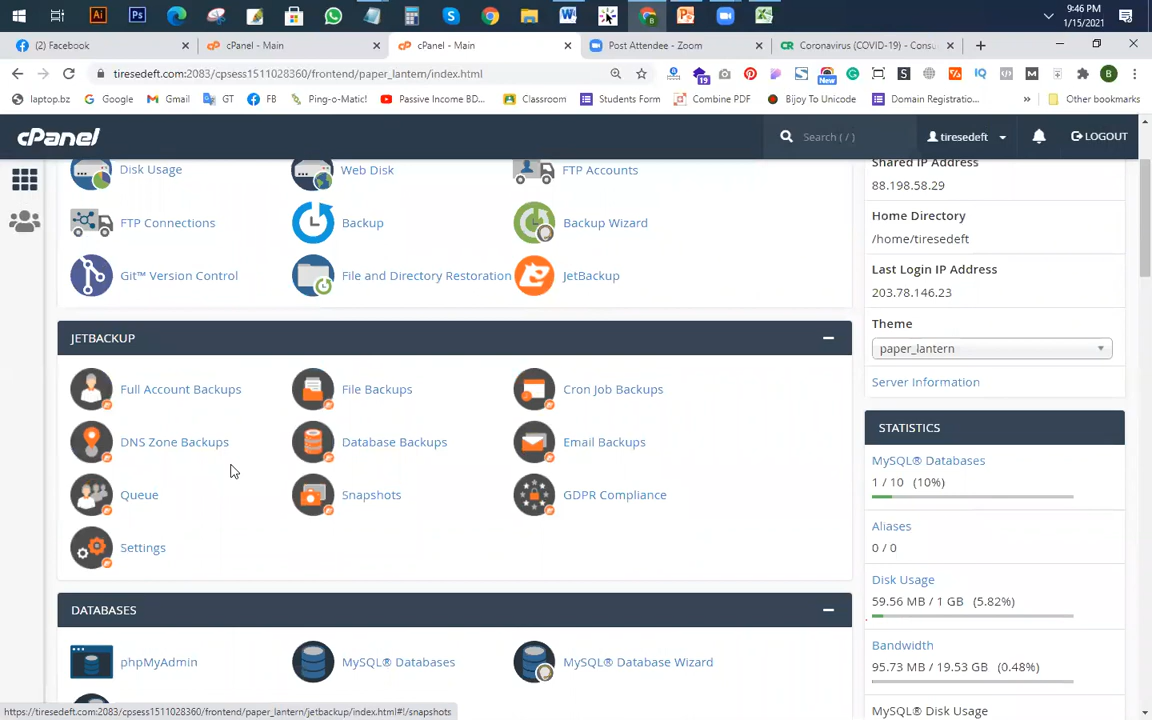 9:46 PM
1/15/2021
(2) Facebook
cPanel - Main
cPanel - Main
Post Attendee - Zoom
Coronavirus (COVID-19) - Consu
tiresedeft.com:2083/cpsess1511028360/frontend/paper_lantern/index.html
laptop.bz
Google
Gmail
GT
FB
Ping-o-Matic!
Passive Income BD...
Classroom
Students Form
Combine PDF
Bijoy To Unicode
Domain Registratio...
Other bookmarks
cPanel
Search ( / )
tiresedeft
LOGOUT
Disk Usage
Web Disk
FTP Accounts
FTP Connections
Backup
Backup Wizard
Git™ Version Control
File and Directory Restoration
JetBackup
JETBACKUP
Full Account Backups
File Backups
Cron Job Backups
DNS Zone Backups
Database Backups
Email Backups
Queue
Snapshots
GDPR Compliance
Settings
DATABASES
phpMyAdmin
MySQL® Databases
MySQL® Database Wizard
Shared IP Address
88.198.58.29
Home Directory
/home/tiresedeft
Last Login IP Address
203.78.146.23
Theme
paper_lantern
Server Information
STATISTICS
MySQL® Databases
1 / 10 (10%)
Aliases
0 / 0
Disk Usage
59.56 MB / 1 GB (5.82%)
Bandwidth
95.73 MB / 19.53 GB (0.48%)
MySQL® Disk Usage
https://tiresedeft.com:2083/cpsess1511028360/frontend/paper_lantern/jetbackup/index.html#!/snapshots